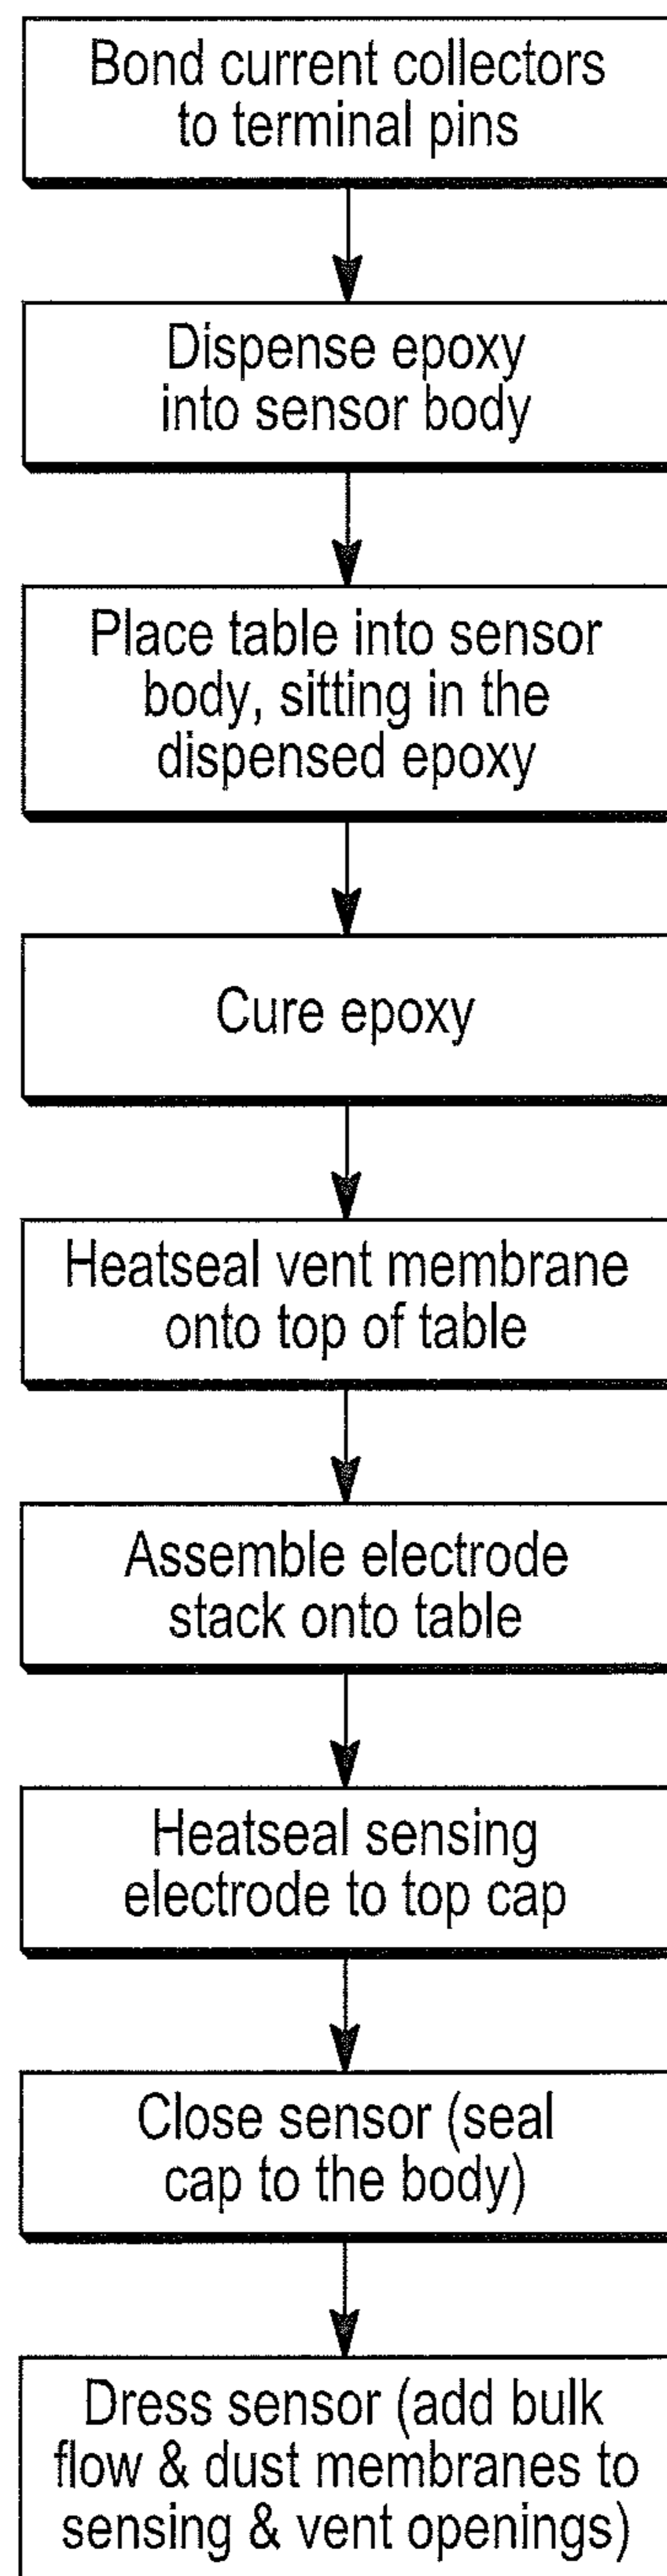 Bond current collectors
to terminal pins
Dispense epoxy
into sensor body
Place table into sensor
body, sitting in the
dispensed epoxy
Cure epoxy
Heatseal vent membrane
onto top of table
Assemble electrode
stack onto table
Heatseal sensing
electrode to top cap
Close sensor (seal
cap to the body)
Dress sensor (add bulk
flow & dust membranes to
sensing & vent openings)